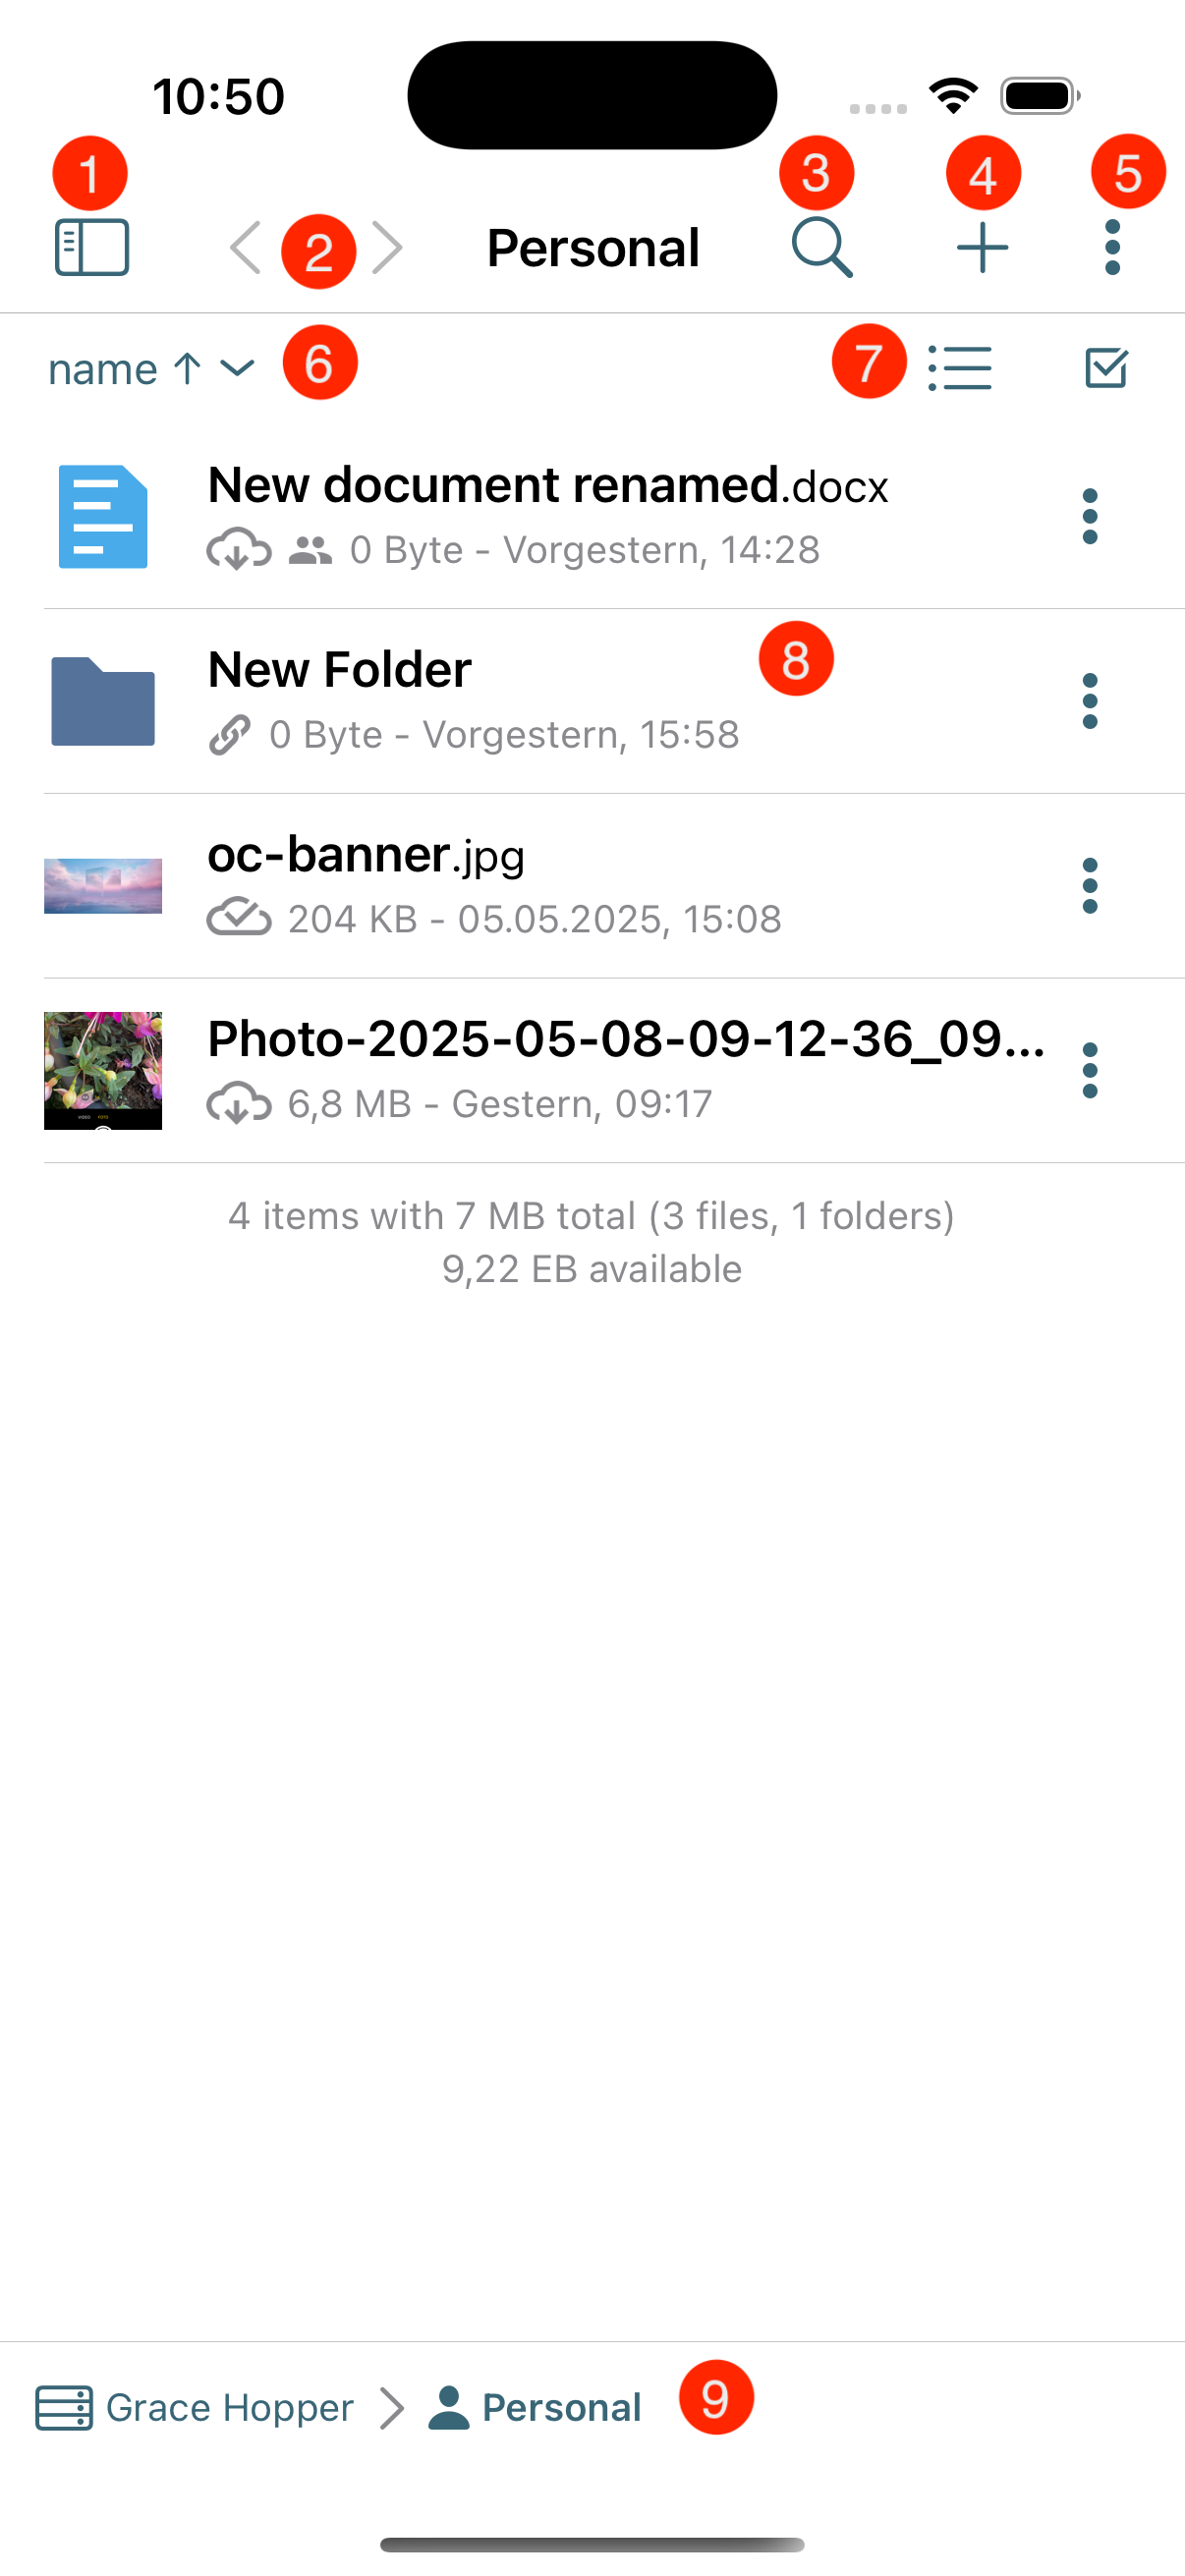 10:50
1
2
Personal
3
4
5
name
6
7
New document renamed.docx
0 Byte - Vorgestern, 14:28
New Folder
8
0 Byte - Vorgestern, 15:58
oc-banner.jpg
204 KB - 05.05.2025, 15:08
Photo-2025-05-08-09-12-36_09...
6,8 MB - Gestern, 09:17
4 items with 7 MB total (3 files, 1 folders)
9,22 EB available
Grace Hopper
Personal
9